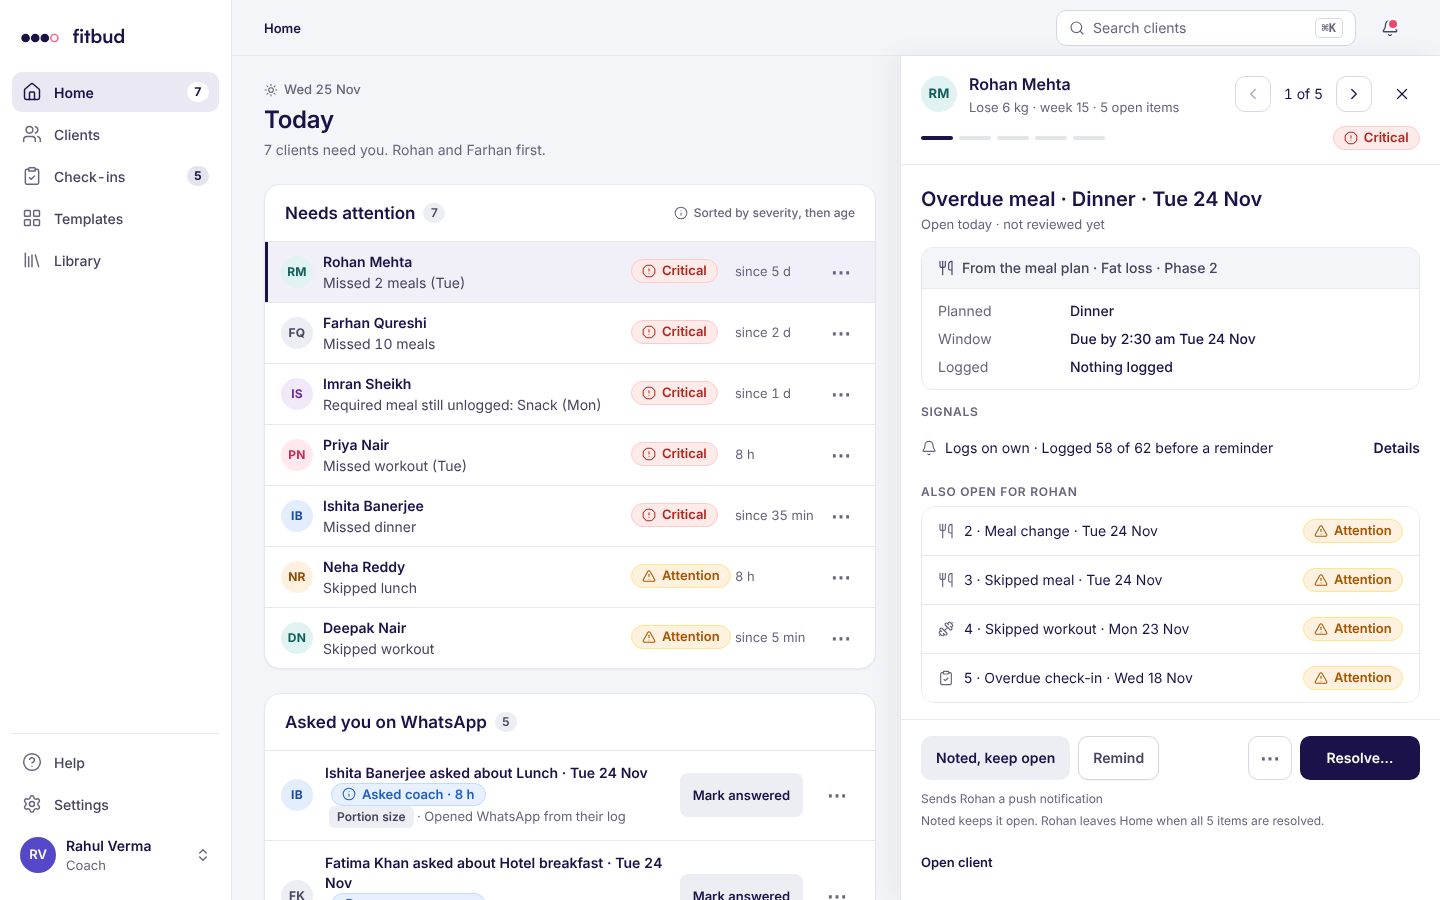 fitbud
Home 7
Clients
Check-ins 5
Templates
Library
Help
Settings
RV
Rahul Verma
Coach
Home
Search clients ⌘K
Wed 25 Nov
Today
7 clients need you. Rohan and Farhan first.
Needs attention 7
Sorted by severity, then age
RM
Rohan Mehta
Missed 2 meals (Tue)
Critical since 5 d
FQ
Farhan Qureshi
Missed 10 meals
Critical since 2 d
IS
Imran Sheikh
Required meal still unlogged: Snack (Mon)
Critical since 1 d
PN
Priya Nair
Missed workout (Tue)
Critical 8 h
IB
Ishita Banerjee
Missed dinner
Critical since 35 min
NR
Neha Reddy
Skipped lunch
Attention 8 h
DN
Deepak Nair
Skipped workout
Attention since 5 min
Asked you on WhatsApp 5
IB
Ishita Banerjee asked about Lunch · Tue 24 Nov
Asked coach · 8 h
Portion size · Opened WhatsApp from their log
Mark answered
FK
Fatima Khan asked about Hotel breakfast · Tue 24
Nov
Mark answered
RM
Rohan Mehta
Lose 6 kg · week 15 · 5 open items
1 of 5
Critical
Overdue meal · Dinner · Tue 24 Nov
Open today · not reviewed yet
From the meal plan · Fat loss · Phase 2
Planned Dinner
Window Due by 2:30 am Tue 24 Nov
Logged Nothing logged
SIGNALS
Logs on own · Logged 58 of 62 before a reminder Details
ALSO OPEN FOR ROHAN
2 · Meal change · Tue 24 Nov Attention
3 · Skipped meal · Tue 24 Nov Attention
4 · Skipped workout · Mon 23 Nov Attention
5 · Overdue check-in · Wed 18 Nov Attention
Noted, keep open Remind ... Resolve...
Sends Rohan a push notification
Noted keeps it open. Rohan leaves Home when all 5 items are resolved.
Open client